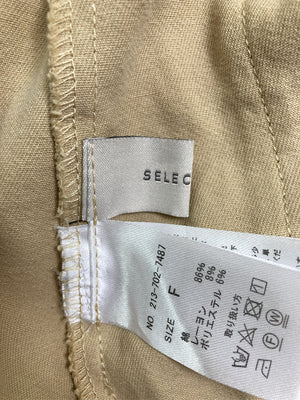 SELEC
NO. 213-702-7487
SIZE F
綿 86%
レーヨン 8%
ポリエステル 6%
取り扱い方